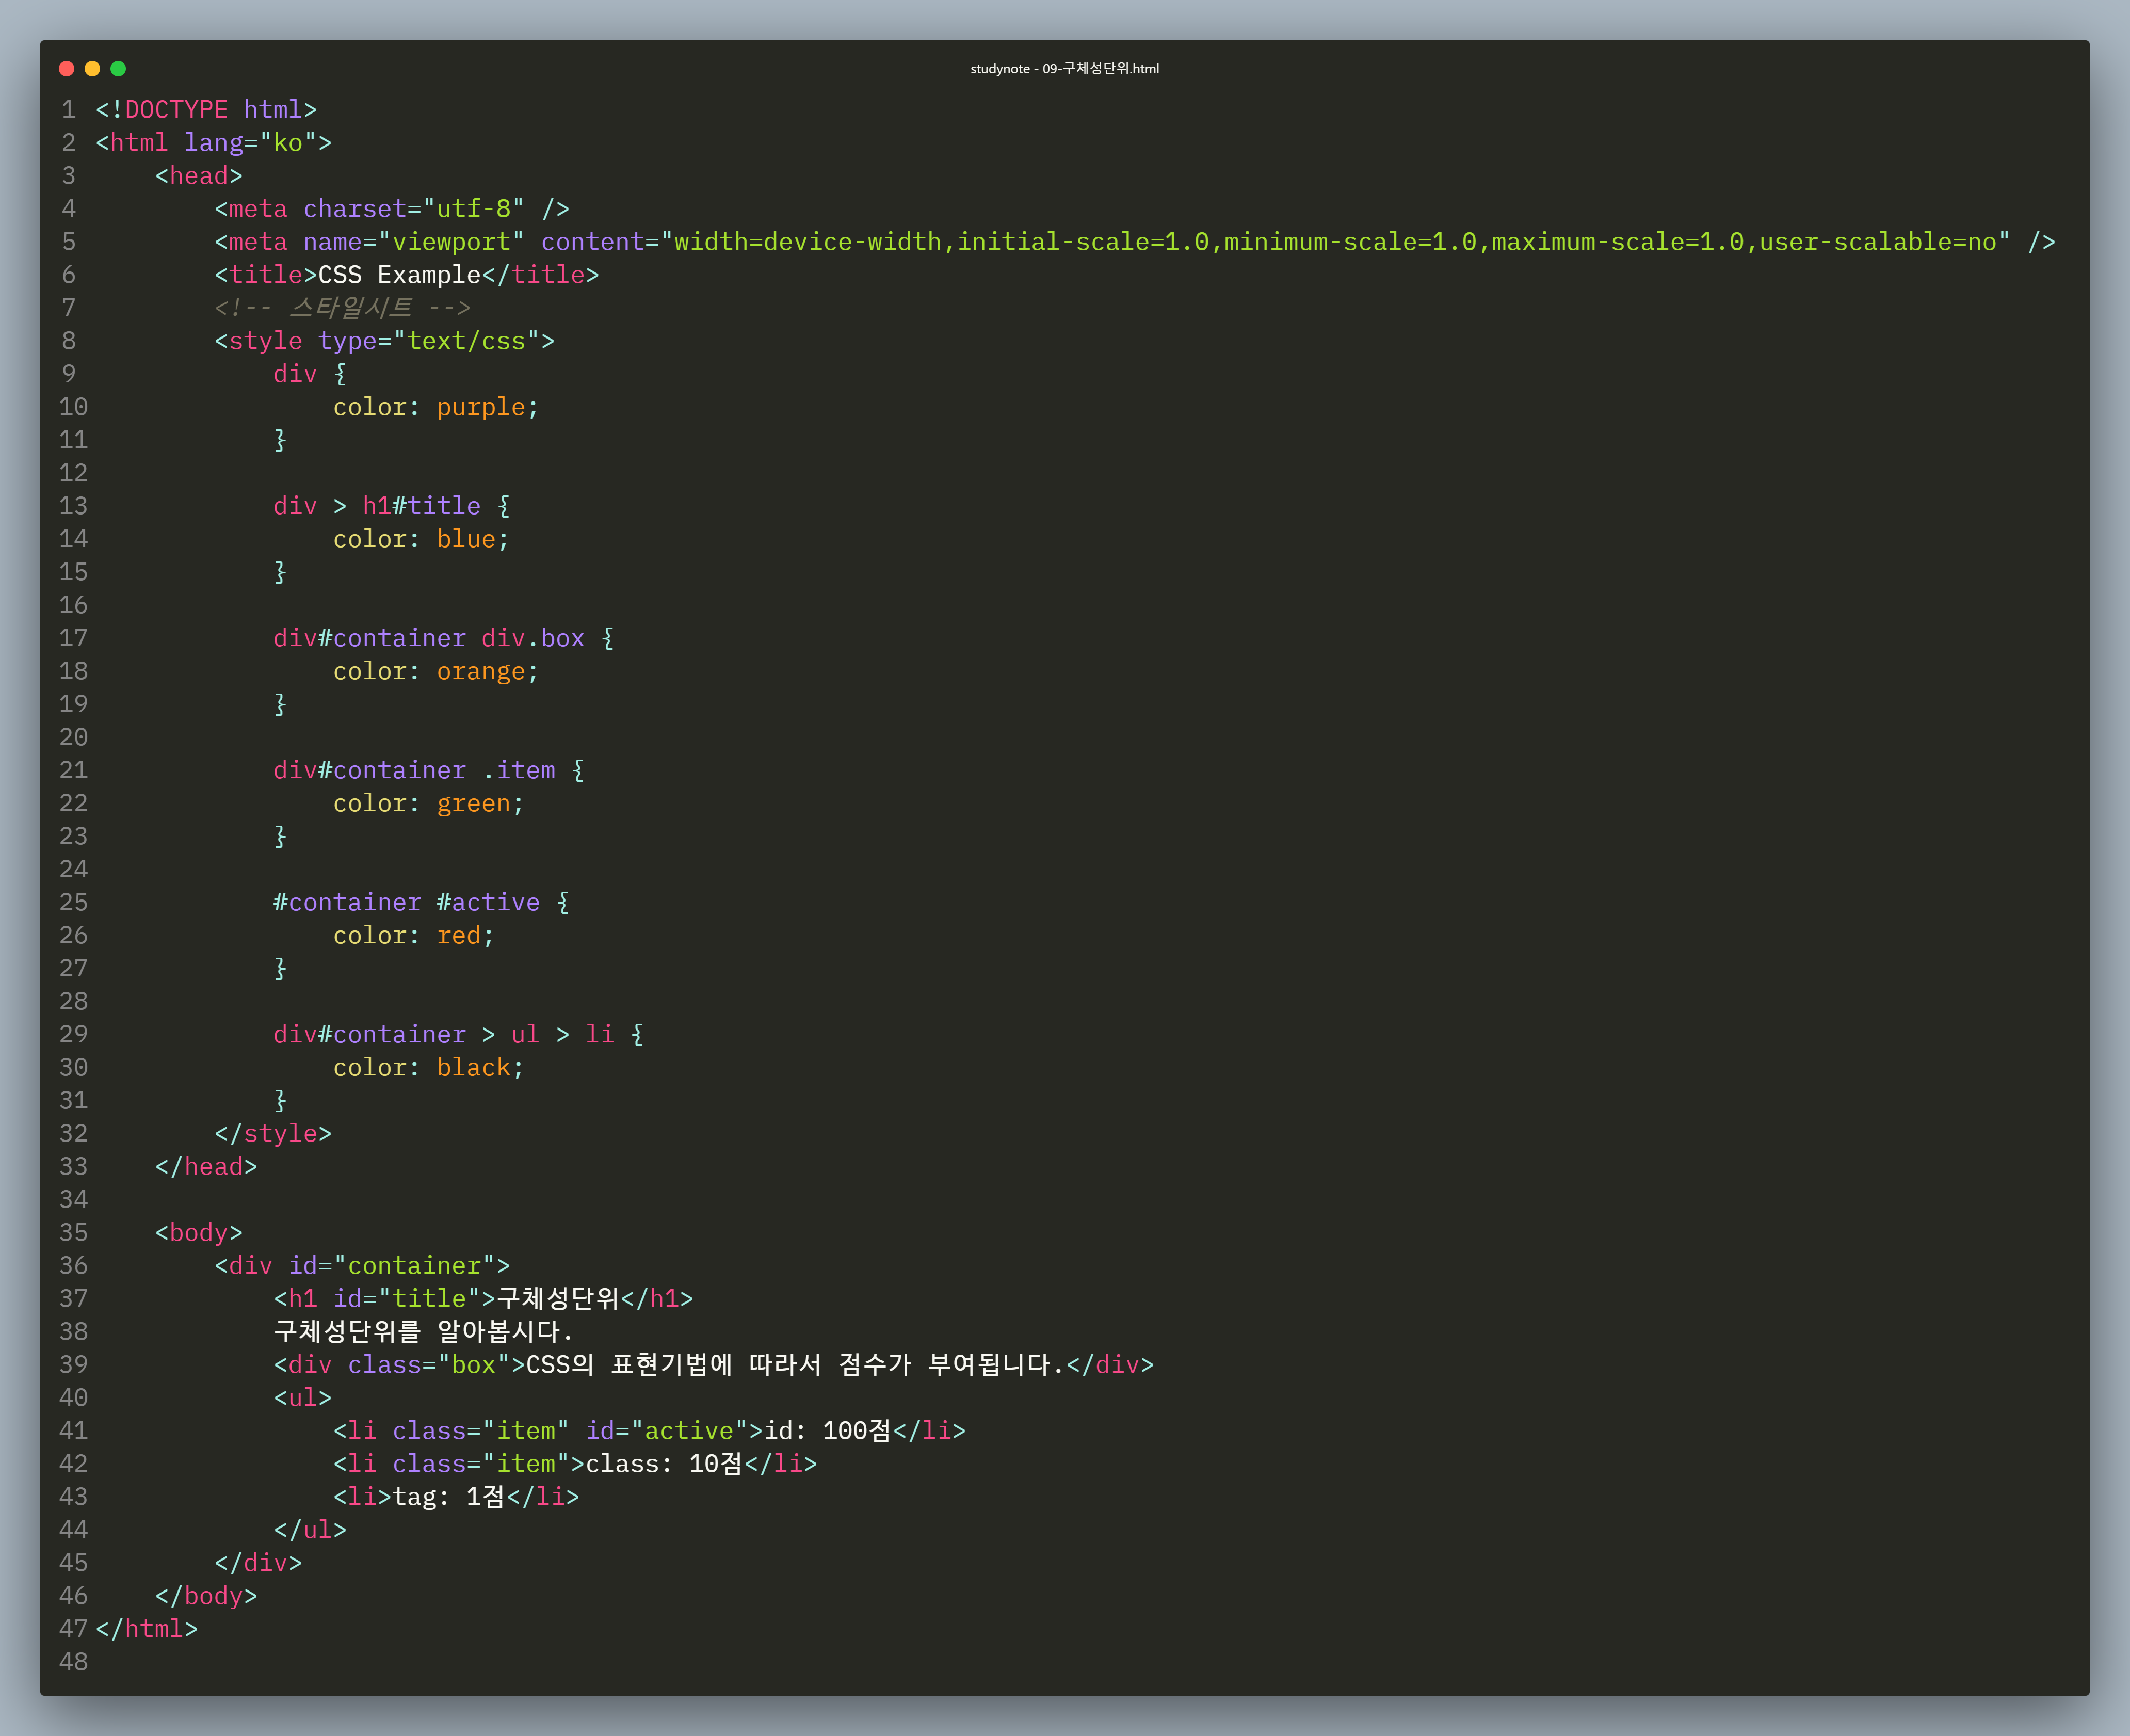 studynote - 09-구체성단위.html
1 <!DOCTYPE html>
2 <html lang="ko">
3     <head>
4         <meta charset="utf-8" />
5         <meta name="viewport" content="width=device-width,initial-scale=1.0,minimum-scale=1.0,maximum-scale=1.0,user-scalable=no" />
6         <title>CSS Example</title>
7         <!-- 스타일시트 -->
8         <style type="text/css">
9             div {
10                 color: purple;
11             }
12
13             div > h1#title {
14                 color: blue;
15             }
16
17             div#container div.box {
18                 color: orange;
19             }
20
21             div#container .item {
22                 color: green;
23             }
24
25             #container #active {
26                 color: red;
27             }
28
29             div#container > ul > li {
30                 color: black;
31             }
32         </style>
33     </head>
34
35     <body>
36         <div id="container">
37             <h1 id="title">구체성단위</h1>
38             구체성단위를 알아봅시다.
39             <div class="box">CSS의 표현기법에 따라서 점수가 부여됩니다.</div>
40             <ul>
41                 <li class="item" id="active">id: 100점</li>
42                 <li class="item">class: 10점</li>
43                 <li>tag: 1점</li>
44             </ul>
45         </div>
46     </body>
47 </html>
48